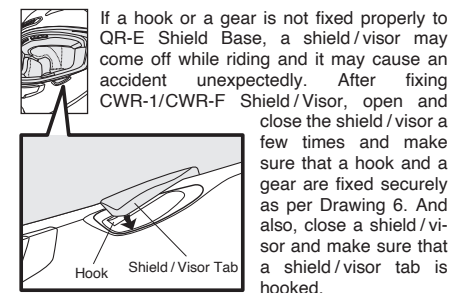 If a hook or a gear is not fixed properly to
QR-E Shield Base, a shield / visor may
come off while riding and it may cause an
accident unexpectedly. After fixing
CWR-1/CWR-F Shield / Visor, open and
close the shield / visor a
few times and make
sure that a hook and a
gear are fixed securely
as per Drawing 6. And
also, close a shield / vi-
sor and make sure that
a shield / visor tab is
hooked.
Hook
Shield / Visor Tab